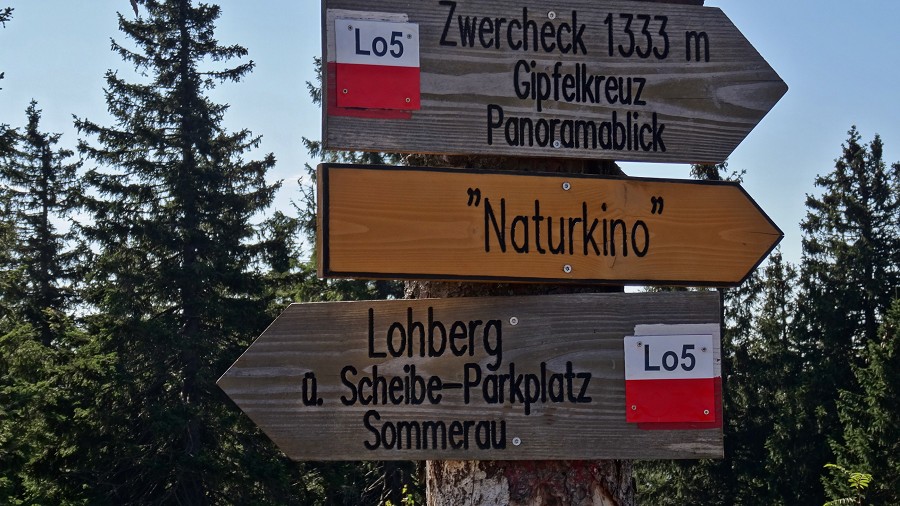 Lo5
Zwercheck 1333 m
Gipfelkreuz
Panoramablick
"Naturkino"
Lohberg
ü. Scheibe-Parkplatz
Sommerau
Lo5